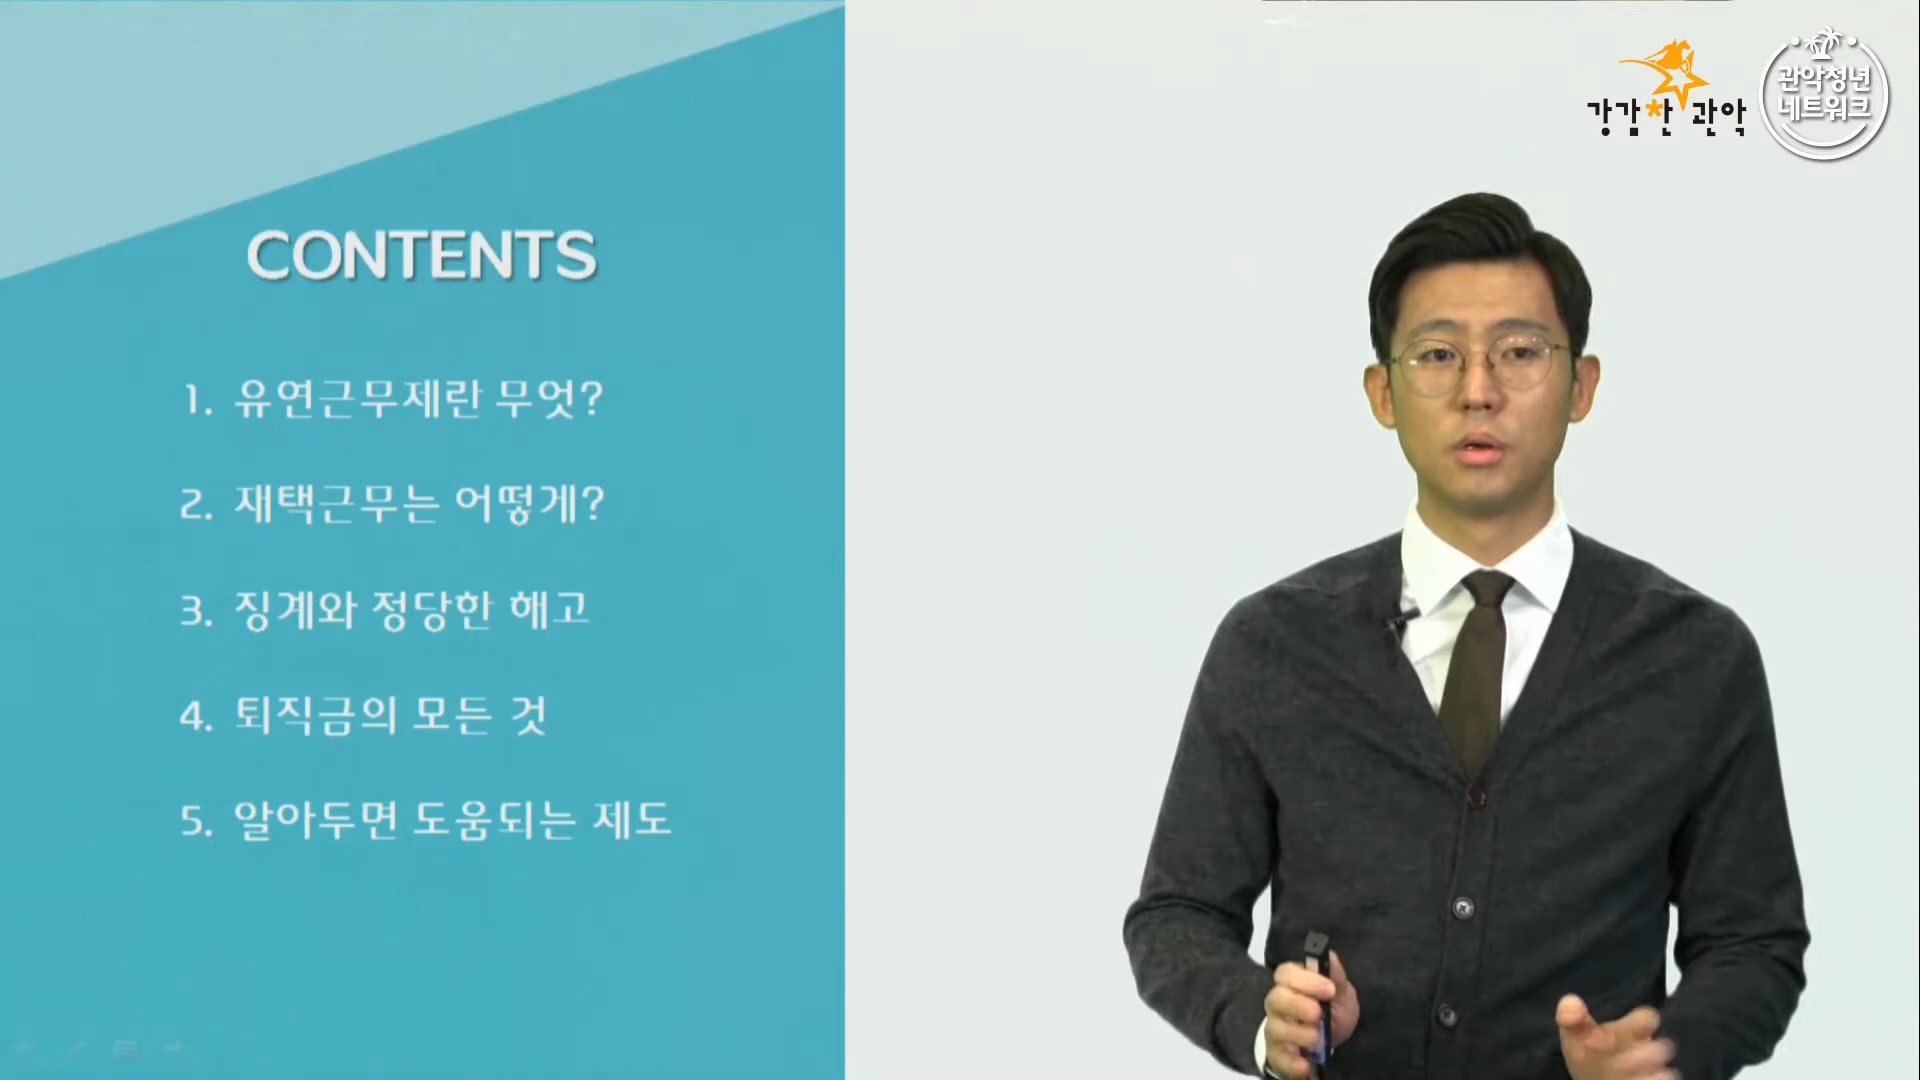 CONTENTS
1. 유연근무제란 무엇?
2. 재택근무는 어떻게?
3. 징계와 정당한 해고
4. 퇴직금의 모든 것
5. 알아두면 도움되는 제도
강감찬 관악
관악청년
네트워크